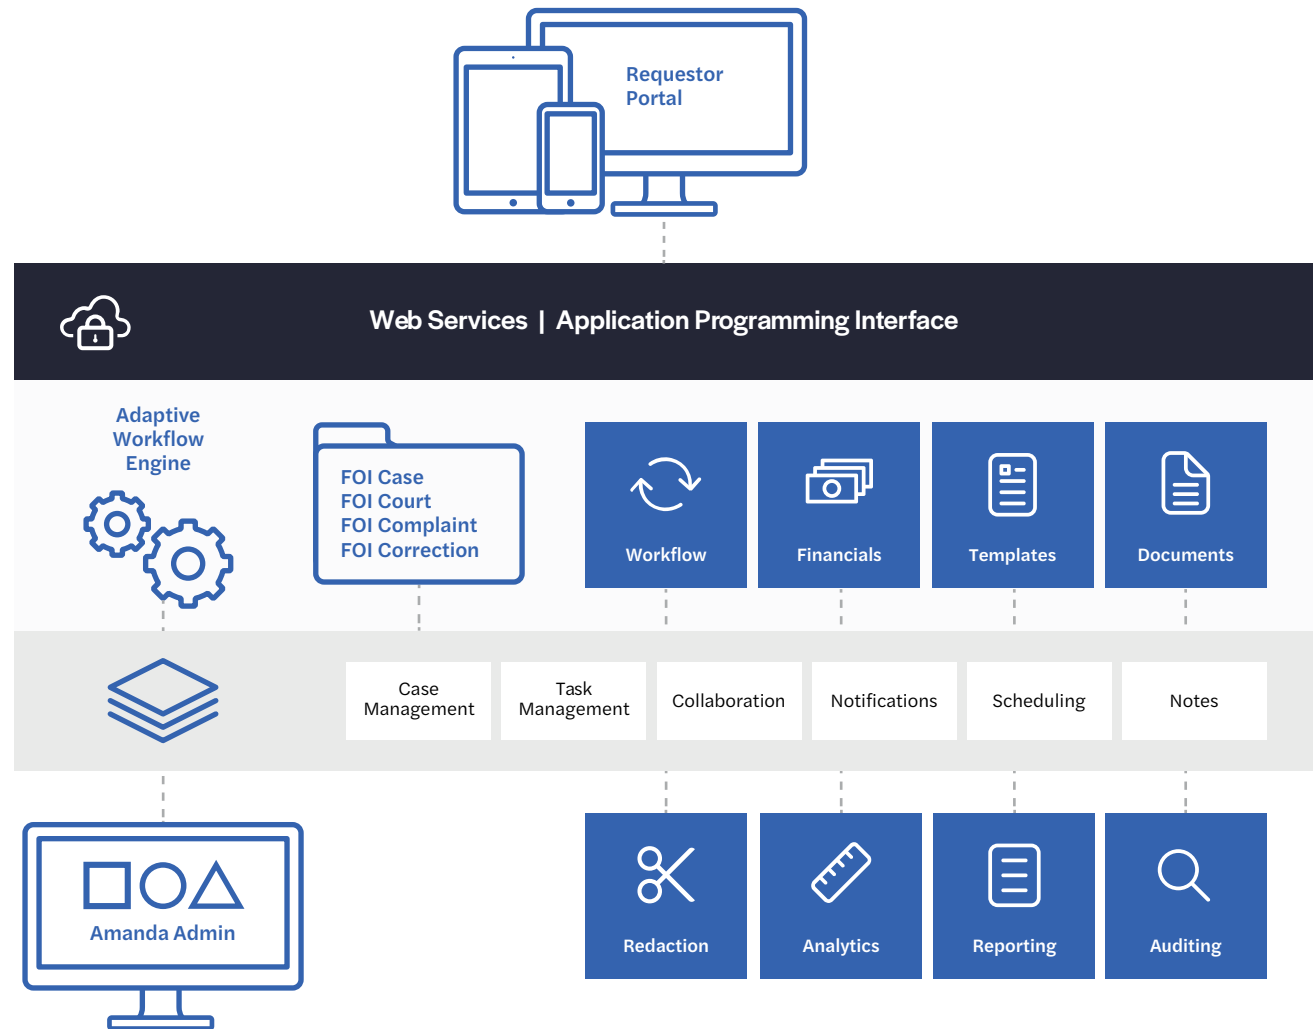 Requestor
Portal
Web Services | Application Programming Interface
Adaptive
Workflow
Engine
FOI Case
FOI Court
FOI Complaint
FOI Correction
Workflow
Financials
Templates
Documents
Case
Management
Task
Management
Collaboration
Notifications
Scheduling
Notes
Amanda Admin
Redaction
Analytics
Reporting
Auditing